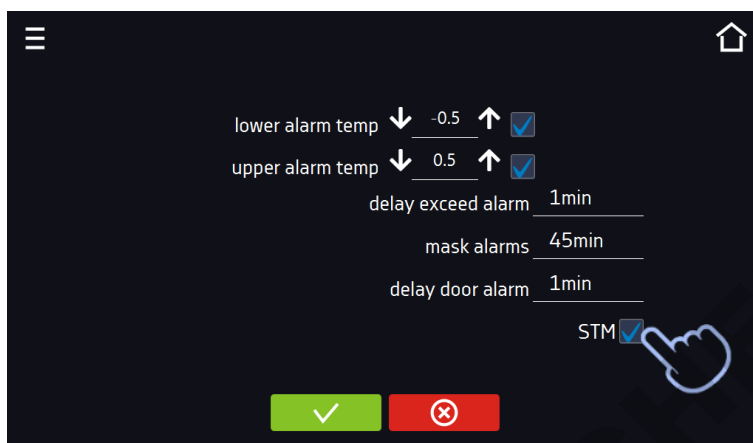 lower alarm temp -0.5
upper alarm temp 0.5
delay exceed alarm 1min
mask alarms 45min
delay door alarm 1min
STM